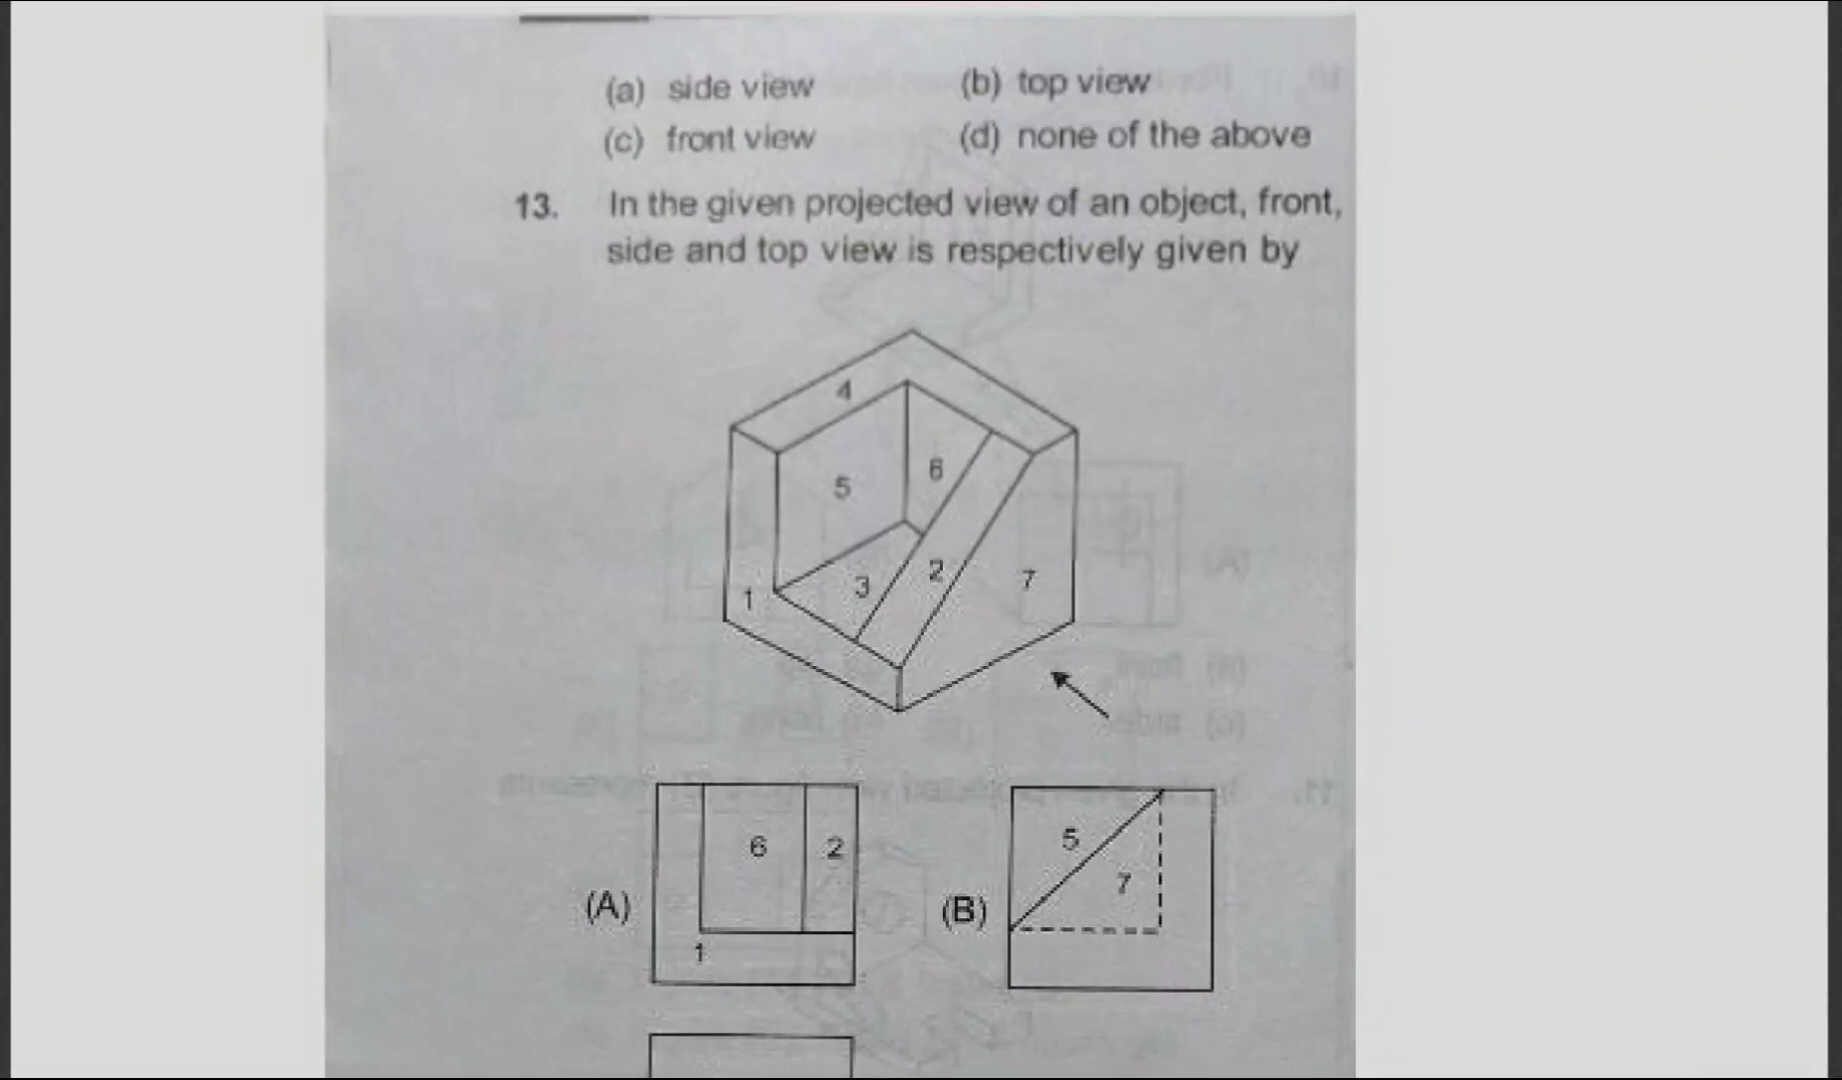 (a) side view (b) top view
(c) front view (d) none of the above
13. In the given projected view of an object, front,
side and top view is respectively given by
4
6
5
2
3
7
1
6 2
5
7
(A) (B)
1